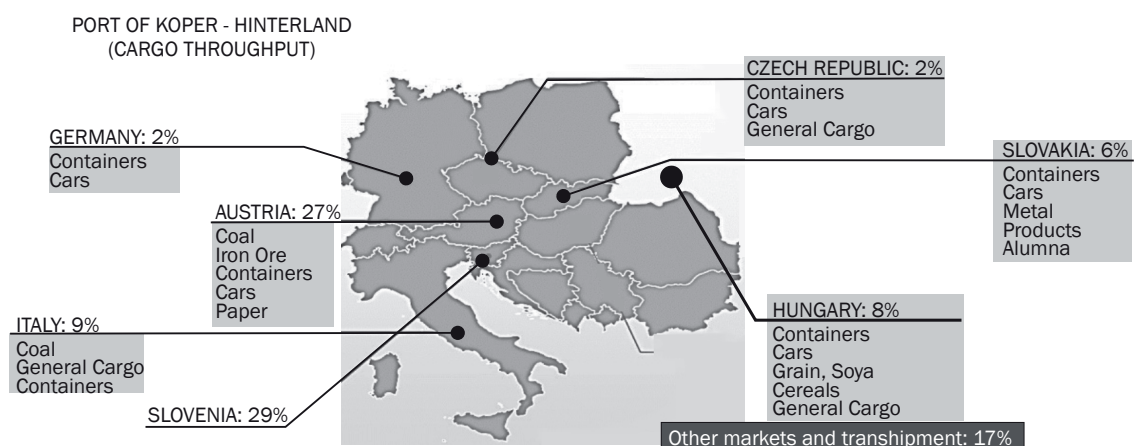 PORT OF KOPER - HINTERLAND
(CARGO THROUGHPUT)
CZECH REPUBLIC: 2%
Containers
Cars
General Cargo
GERMANY: 2%
Containers
Cars
SLOVAKIA: 6%
Containers
Cars
Metal
Products
Alumna
AUSTRIA: 27%
Coal
Iron Ore
Containers
Cars
Paper
HUNGARY: 8%
Containers
Cars
Grain, Soya
Cereals
General Cargo
ITALY: 9%
Coal
General Cargo
Containers
SLOVENIA: 29%
Other markets and transhipment: 17%